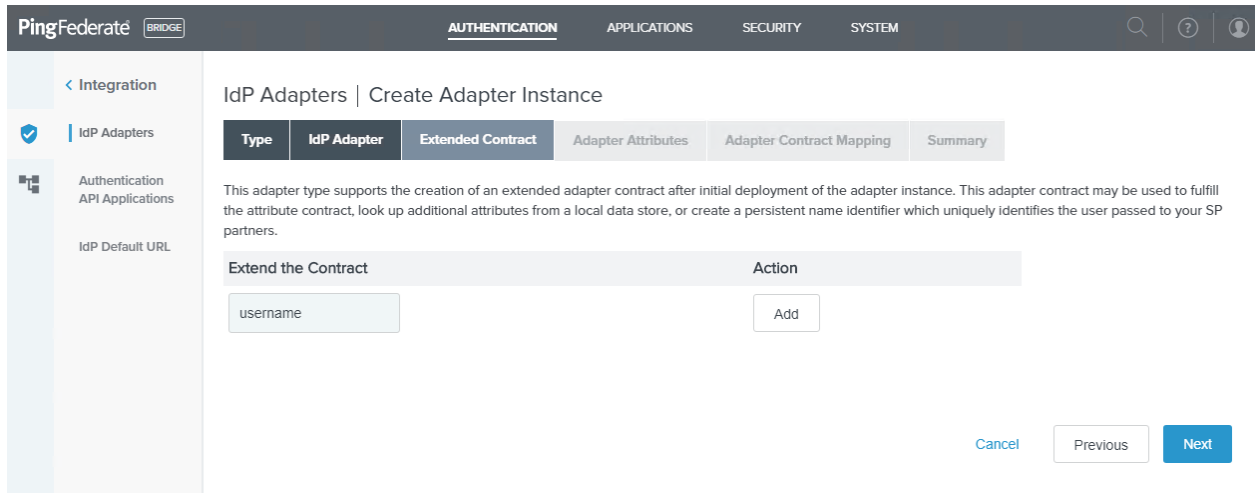 PingFederate BRIDGE AUTHENTICATION APPLICATIONS SECURITY SYSTEM ?
< Integration
IdP Adapters
Authentication
API Applications
IdP Default URL
IdP Adapters | Create Adapter Instance
Type IdP Adapter Extended Contract Adapter Attributes Adapter Contract Mapping Summary
This adapter type supports the creation of an extended adapter contract after initial deployment of the adapter instance. This adapter contract may be used to fulfill
the attribute contract, look up additional attributes from a local data store, or create a persistent name identifier which uniquely identifies the user passed to your SP
partners.
Extend the Contract Action
username Add
Cancel Previous Next